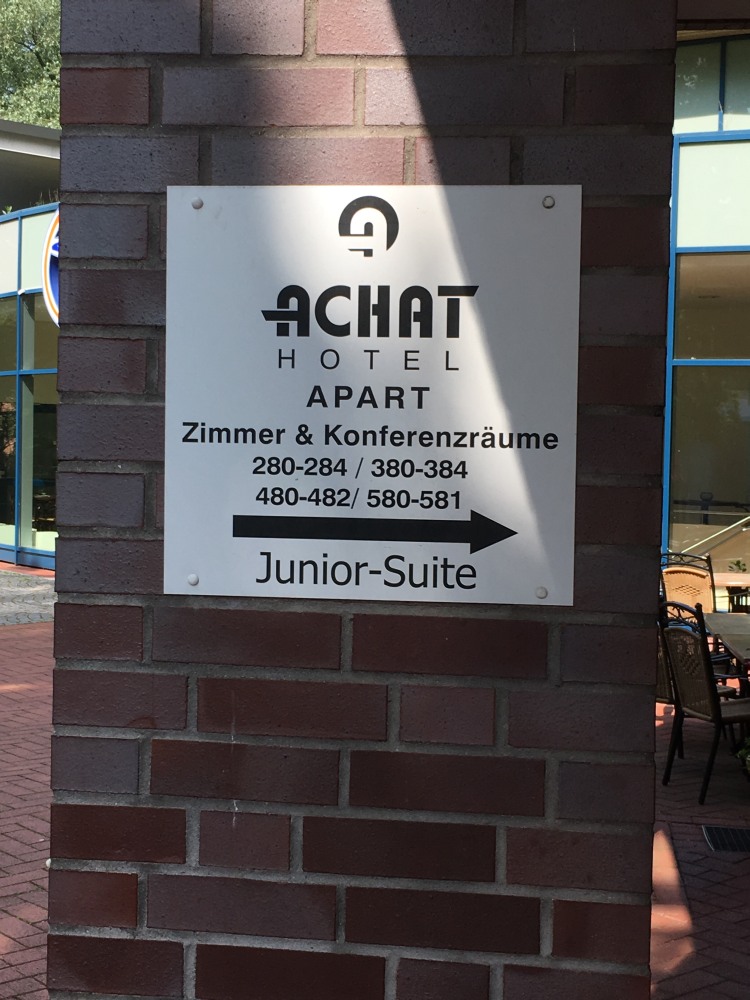 ACHAT
HOTEL
APART
Zimmer & Konferenzräume
280-284 / 380-384
480-482/ 580-581
Junior-Suite